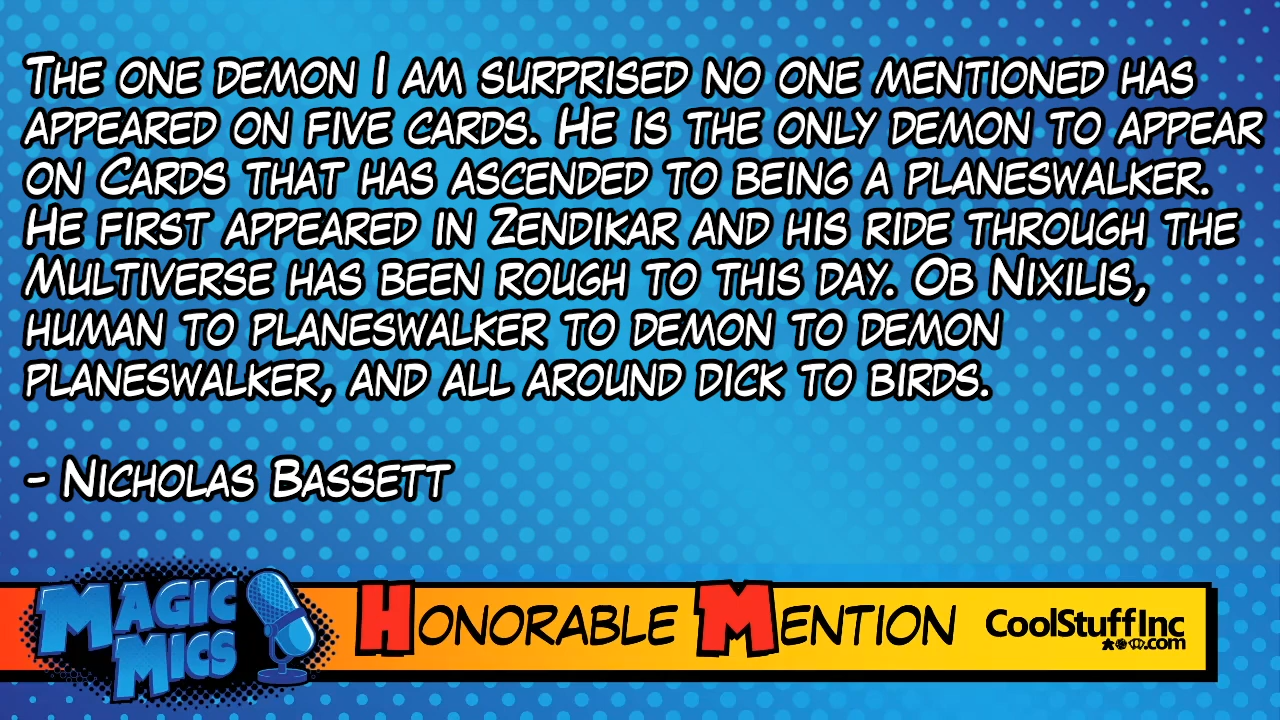 The one demon I am surprised no one mentioned has
appeared on five cards. He is the only demon to appear
on Cards that has ascended to being a planeswalker.
He first appeared in Zendikar and his ride through the
Multiverse has been rough to this day. Ob Nixilis,
human to planeswalker to demon to demon
planeswalker, and all around dick to birds.
- Nicholas Bassett
Magic
Mics
Honorable Mention
CoolStuffInc
.com